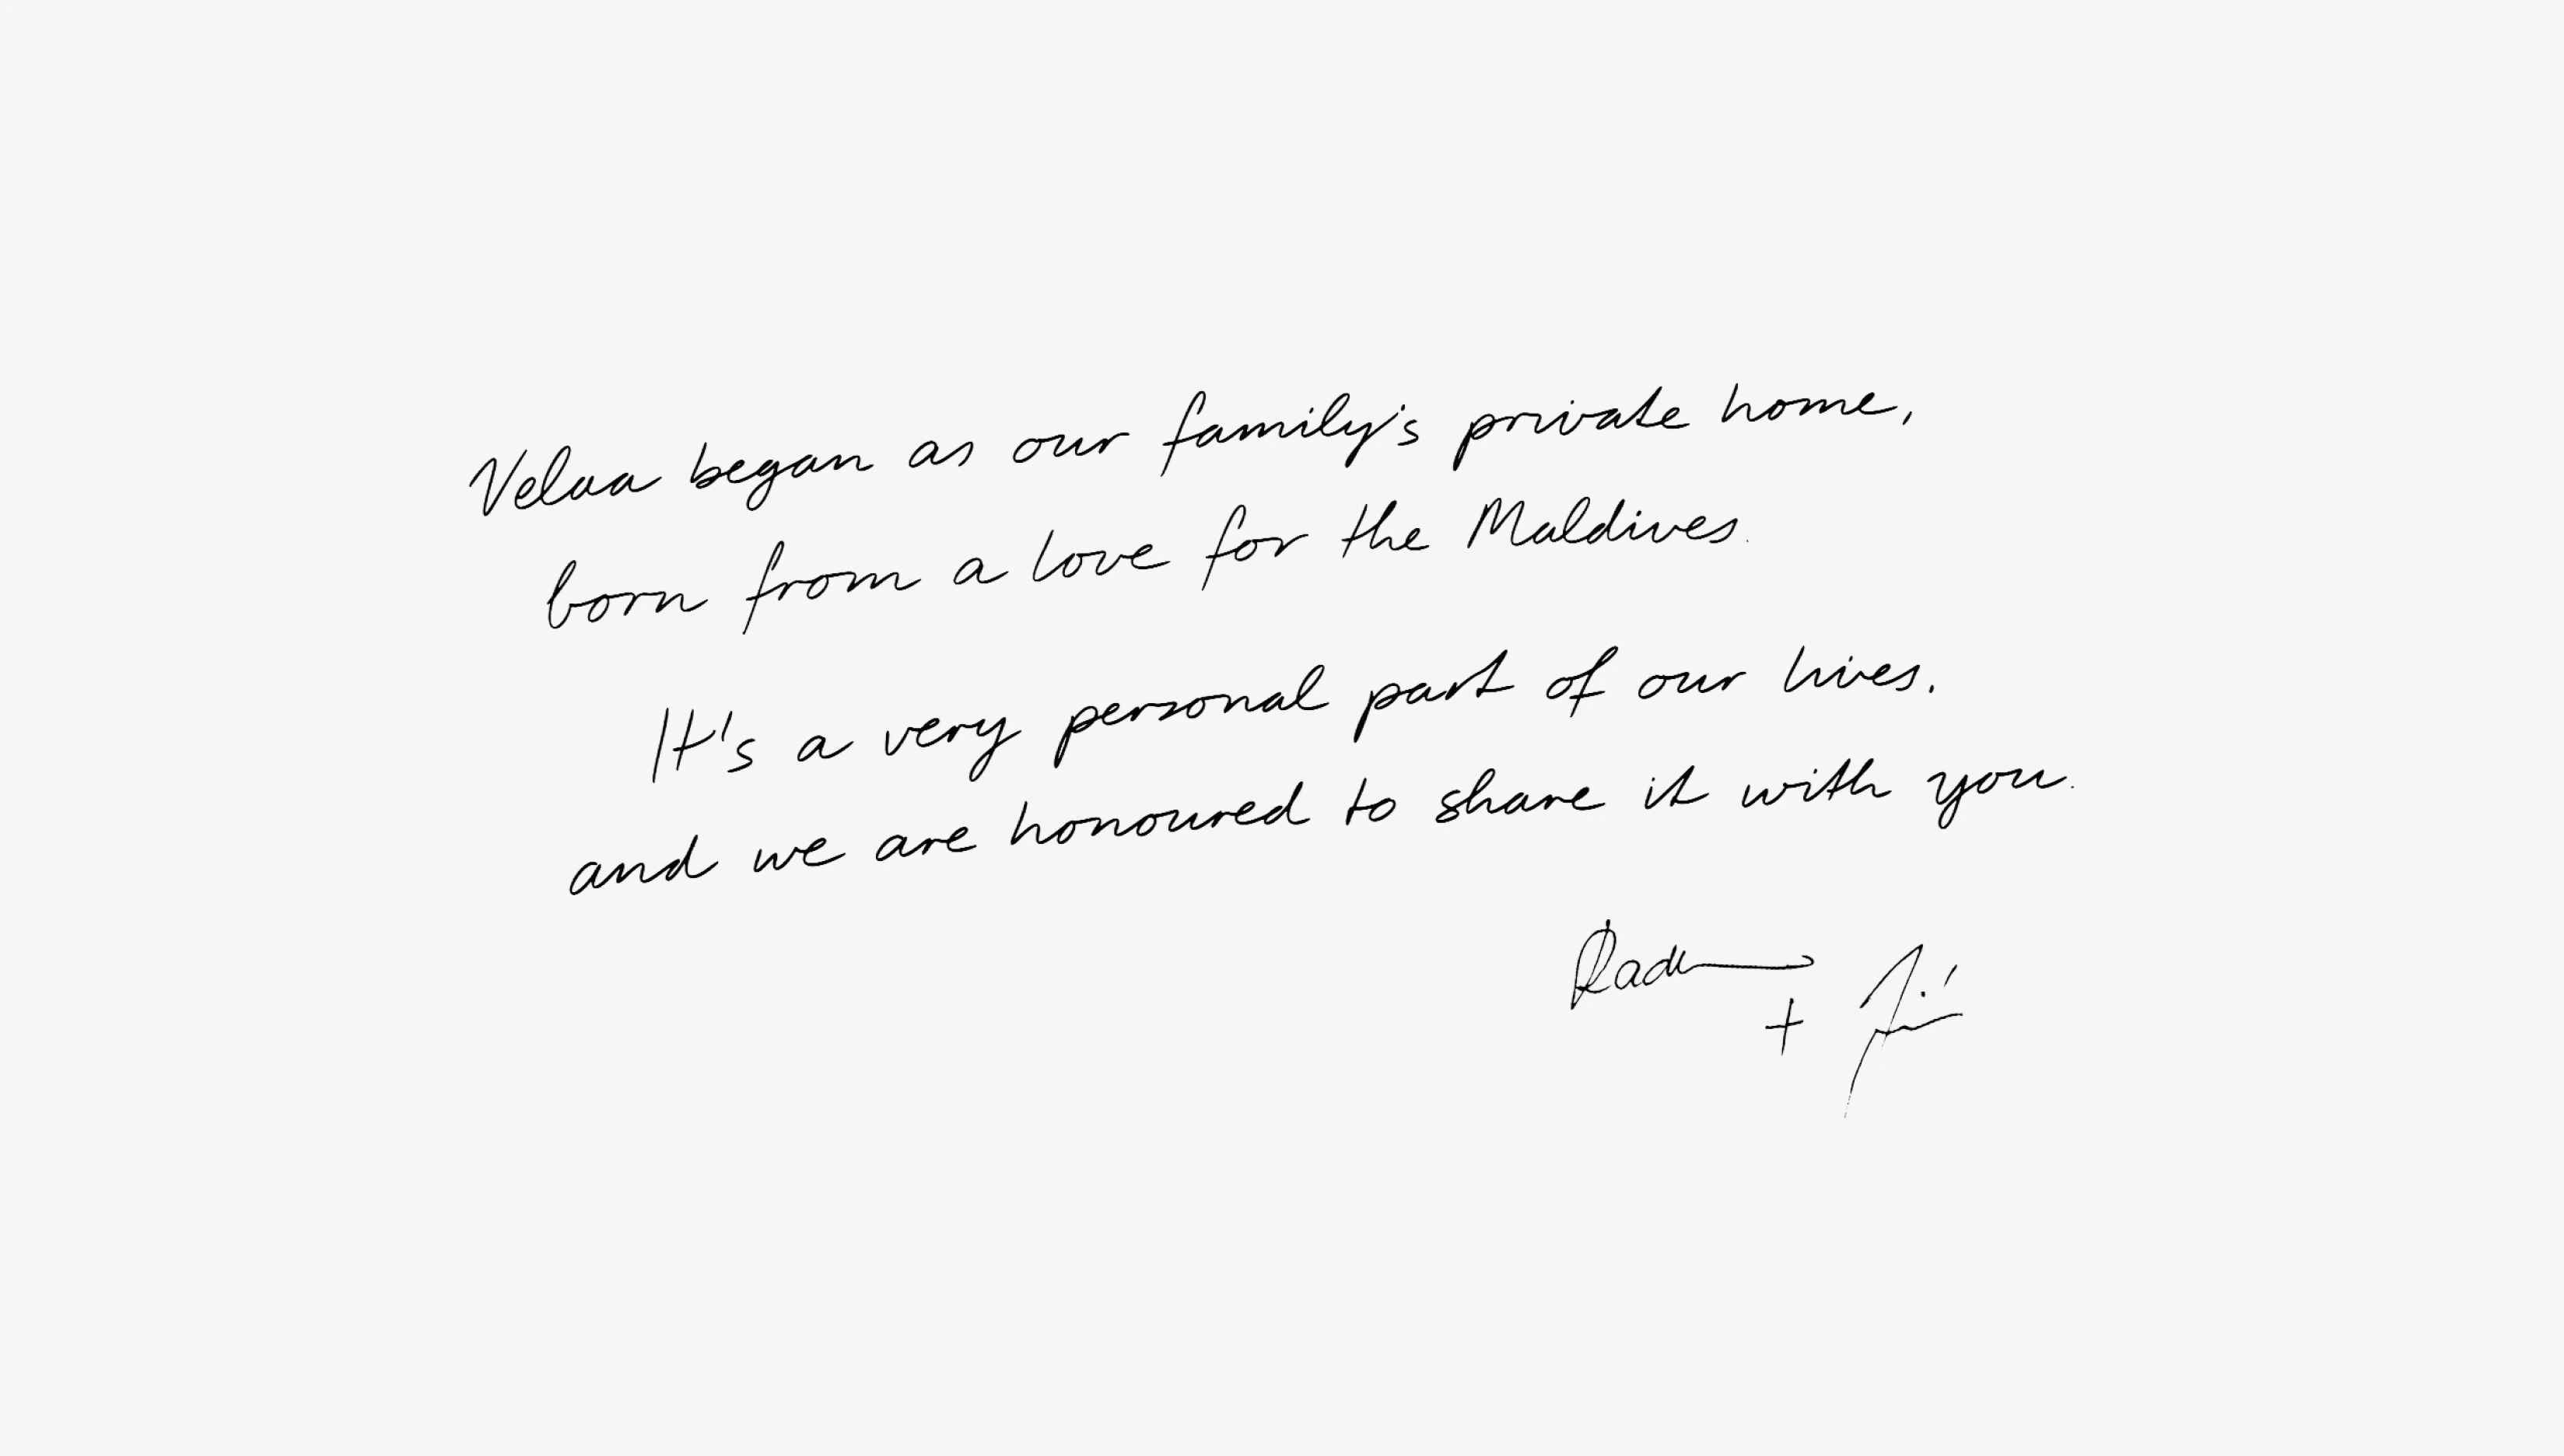 Velaa began as our family's private home,
born from a love for the Maldives.
It's a very personal part of our lives,
and we are honoured to share it with you.
+ Jiří